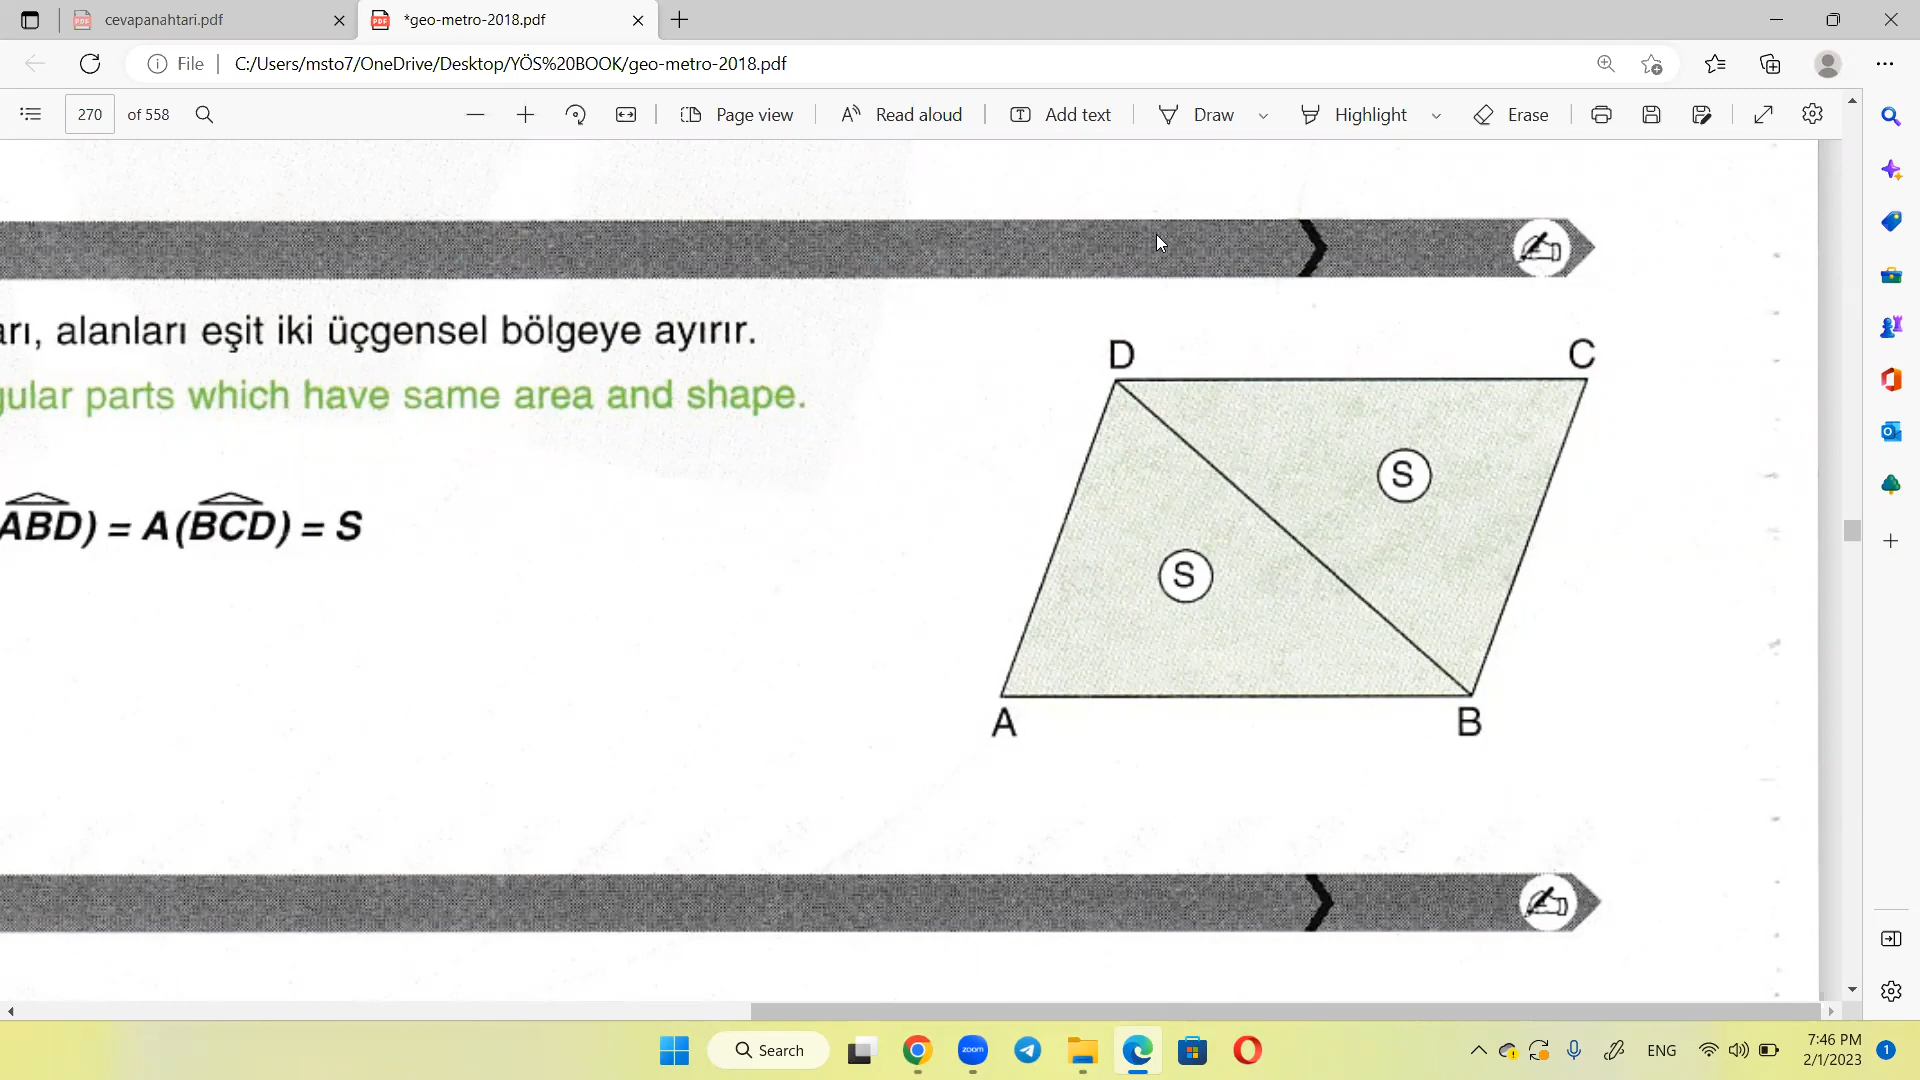 cevapanahtari.pdf
*geo-metro-2018.pdf
File
C:/Users/msto7/OneDrive/Desktop/YÖS%20BOOK/geo-metro-2018.pdf
270 of 558
Page view
Read aloud
Add text
Draw
Highlight
Erase
arı, alanları eşit iki üçgensel bölgeye ayırır.
gular parts which have same area and shape.
ABD) = A(BCD) = S
D C
S
S
A B
Search
zoom
ENG
7:46 PM
2/1/2023
1